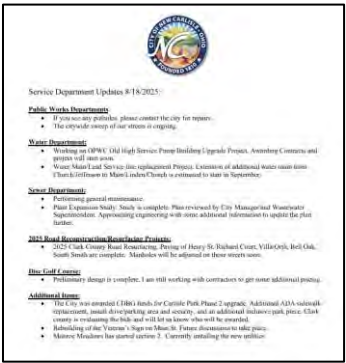 CITY OF NEW CARLISLE, OHIO
NC
FOUNDED 1810
Service Department Updates 8/18/2025:
Public Works Departments
• If you see any potholes, please contact the city for repairs.
• The citywide sweep of our streets is ongoing.
Water Department:
• Working on OPWC Old High Service Pump Building Upgrade Project. Awarding Contracts and
project will start soon.
• Water Main/Lead Service line replacement Project. Extension of additional water main from
Church/Jefferson to Main/Linden/Church is estimated to start in September.
Sewer Department:
• Performing general maintenance.
• Plant Expansion Study: Study is complete. Plan reviewed by City Manager and Wastewater
Superintendent. Approaching engineering with some additional information to update the plan
further.
2025 Road Reconstruction/Resurfacing Projects:
• 2025 Clark County Road Resurfacing, Paving of Henry St, Richard Court, Villa Orft, Bell Oak,
South Smith are complete. Manholes will be adjusted on those streets soon.
Disc Golf Course:
• Preliminary design is complete, I am still working with contractors to get some additional pricing.
Additional Items:
• The City was awarded CDBG funds for Carlisle Park Phase 2 upgrade. Additional ADA sidewalk
replacement, install drive/parking area and security, and an additional inclusive park piece. Clark
county is evaluating the bids and will let us know who will be awarded.
• Rebuilding of the Veteran's Sign on Main St. Future discussions to take place.
• Monroe Meadows has started section 2. Currently installing the new utilities.